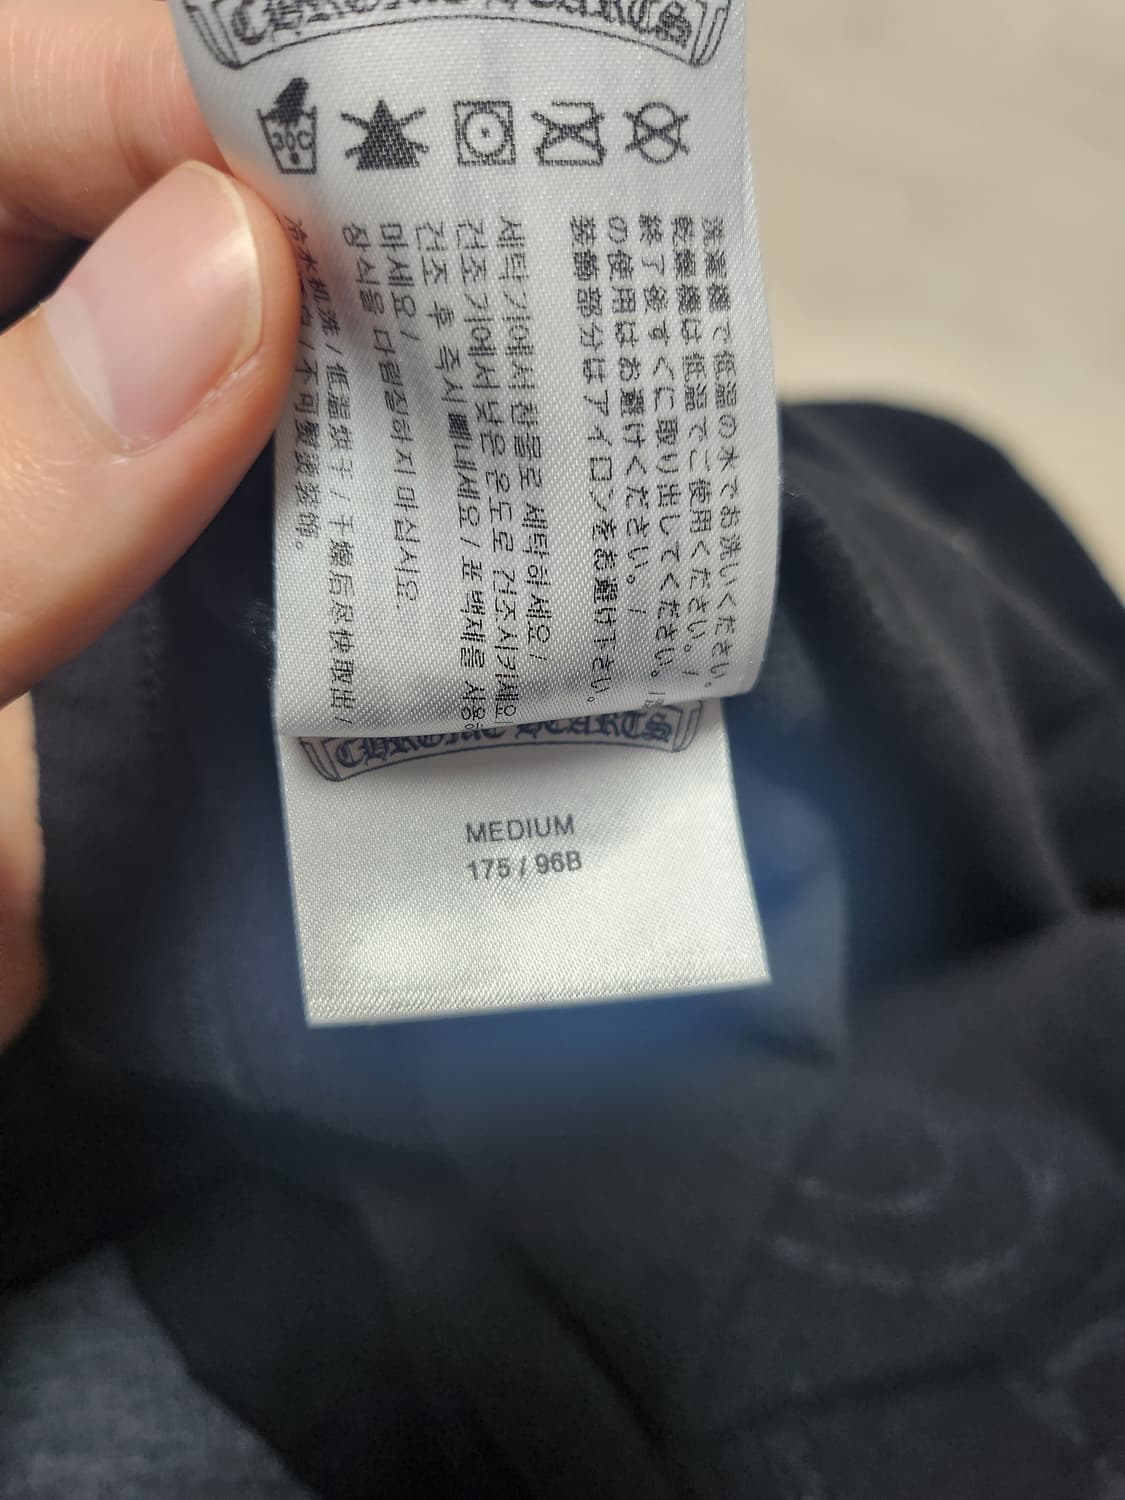 CHROME HEARTS
30C
洗濯機で低温の水でお洗いください。/
乾燥機は低温でご使用ください。/
終了後すぐに取り出してください。/
の使用はお避けください。/
装飾部分はアイロンをお避け下さい。
세탁기에서 찬물로 세탁하세요/
건조기에서 낮은 온도로 건조시키세요/
건조 후 즉시 빼내세요/ 표백제를 사용
마세요/
장식을 다림질하지 마십시요.
冷水机洗/低温烘干/干燥后尽快取出/
不可熨烫装饰。
CHROME HEARTS
MEDIUM
175 / 96B